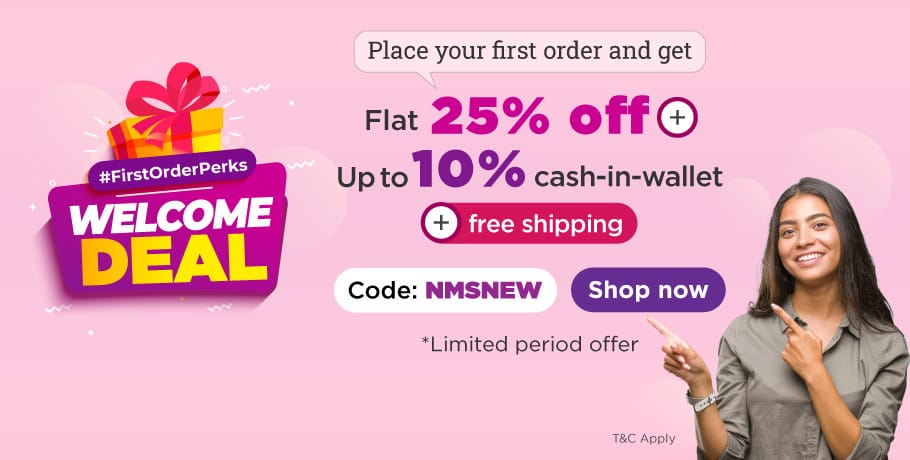 Place your first order and get
Flat 25% off +
Up to 10% cash-in-wallet
+ free shipping
Code: NMSNEW
Shop now
*Limited period offer
#FirstOrderPerks
WELCOME
DEAL
T&C Apply